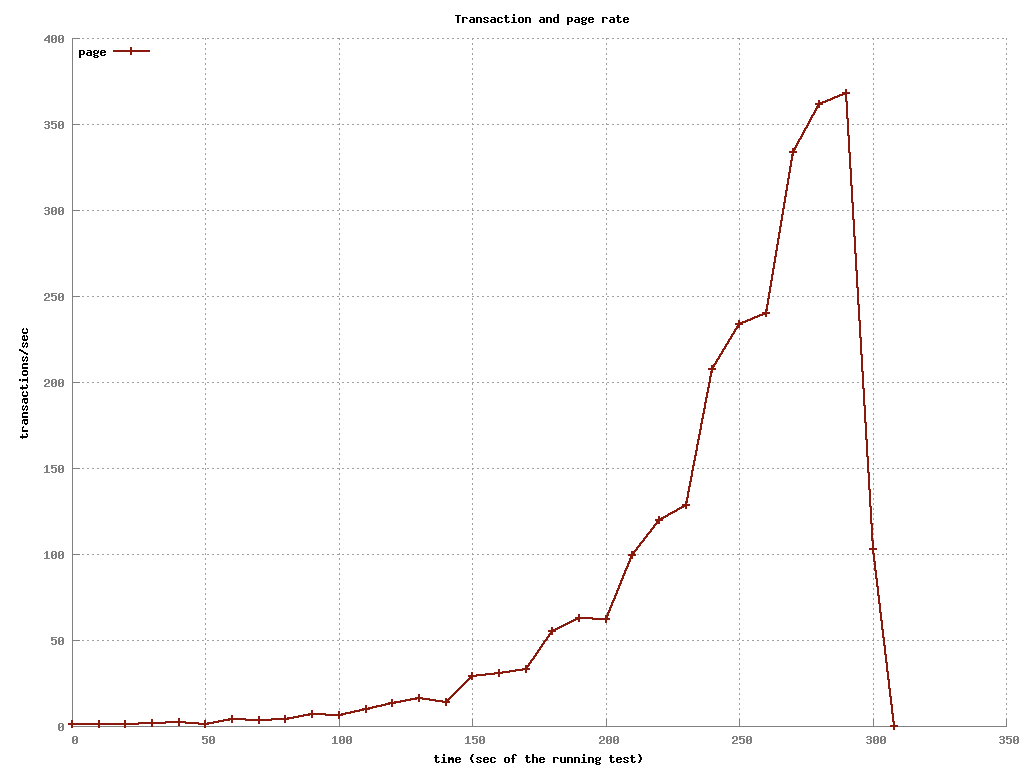 Transaction and page rate
400
page
350
300
250
200
150
100
50
0
transactions/sec
0 50 100 150 200 250 300 350
time (sec of the running test)